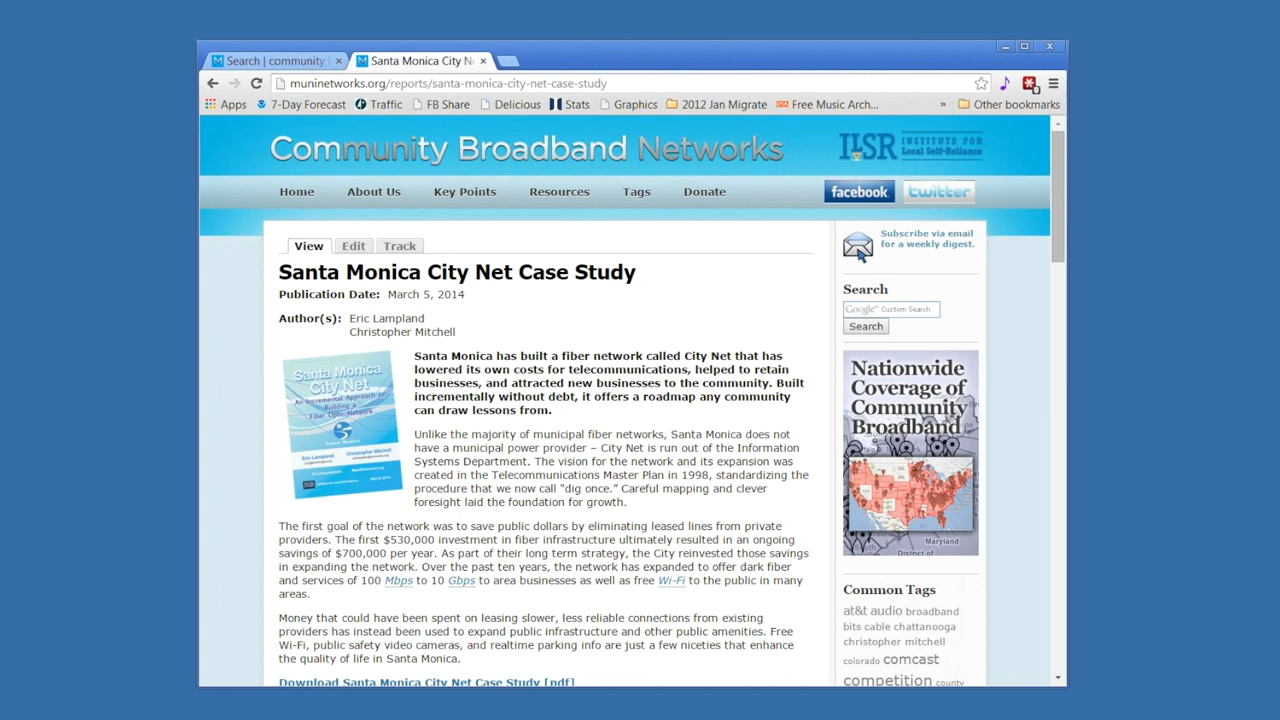 Search | community
Santa Monica City Ne
muninetworks.org/reports/santa-monica-city-net-case-study
Apps 7-Day Forecast Traffic FB Share Delicious Stats Graphics 2012 Jan Migrate Free Music Arch... » Other bookmarks
Community Broadband Networks
ILSR INSTITUTE FOR
Local Self-Reliance
Home About Us Key Points Resources Tags Donate
facebook twitter
View Edit Track
Santa Monica City Net Case Study
Publication Date: March 5, 2014
Author(s): Eric Lampland
Christopher Mitchell
Santa Monica City Net
An Incremental Approach to
Building a
Fiber Optic Network
Santa Monica
Eric Lampland
Christopher Mitchell
March 2014
Santa Monica has built a fiber network called City Net that has
lowered its own costs for telecommunications, helped to retain
businesses, and attracted new businesses to the community. Built
incrementally without debt, it offers a roadmap any community
can draw lessons from.
Unlike the majority of municipal fiber networks, Santa Monica does not
have a municipal power provider – City Net is run out of the Information
Systems Department. The vision for the network and its expansion was
created in the Telecommunications Master Plan in 1998, standardizing the
procedure that we now call “dig once.” Careful mapping and clever
foresight laid the foundation for growth.
The first goal of the network was to save public dollars by eliminating leased lines from private
providers. The first $530,000 investment in fiber infrastructure ultimately resulted in an ongoing
savings of $700,000 per year. As part of their long term strategy, the City reinvested those savings
in expanding the network. Over the past ten years, the network has expanded to offer dark fiber
and services of 100 Mbps to 10 Gbps to area businesses as well as free Wi-Fi to the public in many
areas.
Money that could have been spent on leasing slower, less reliable connections from existing
providers has instead been used to expand public infrastructure and other public amenities. Free
Wi-Fi, public safety video cameras, and realtime parking info are just a few niceties that enhance
the quality of life in Santa Monica.
Download Santa Monica City Net Case Study [pdf]
Subscribe via email
for a weekly digest.
Search
Google™ Custom Search
Search
Nationwide
Coverage of
Community
Broadband
Maryland
District of
Common Tags
at&t audio broadband
bits cable chattanooga
christopher mitchell
colorado comcast
competition county